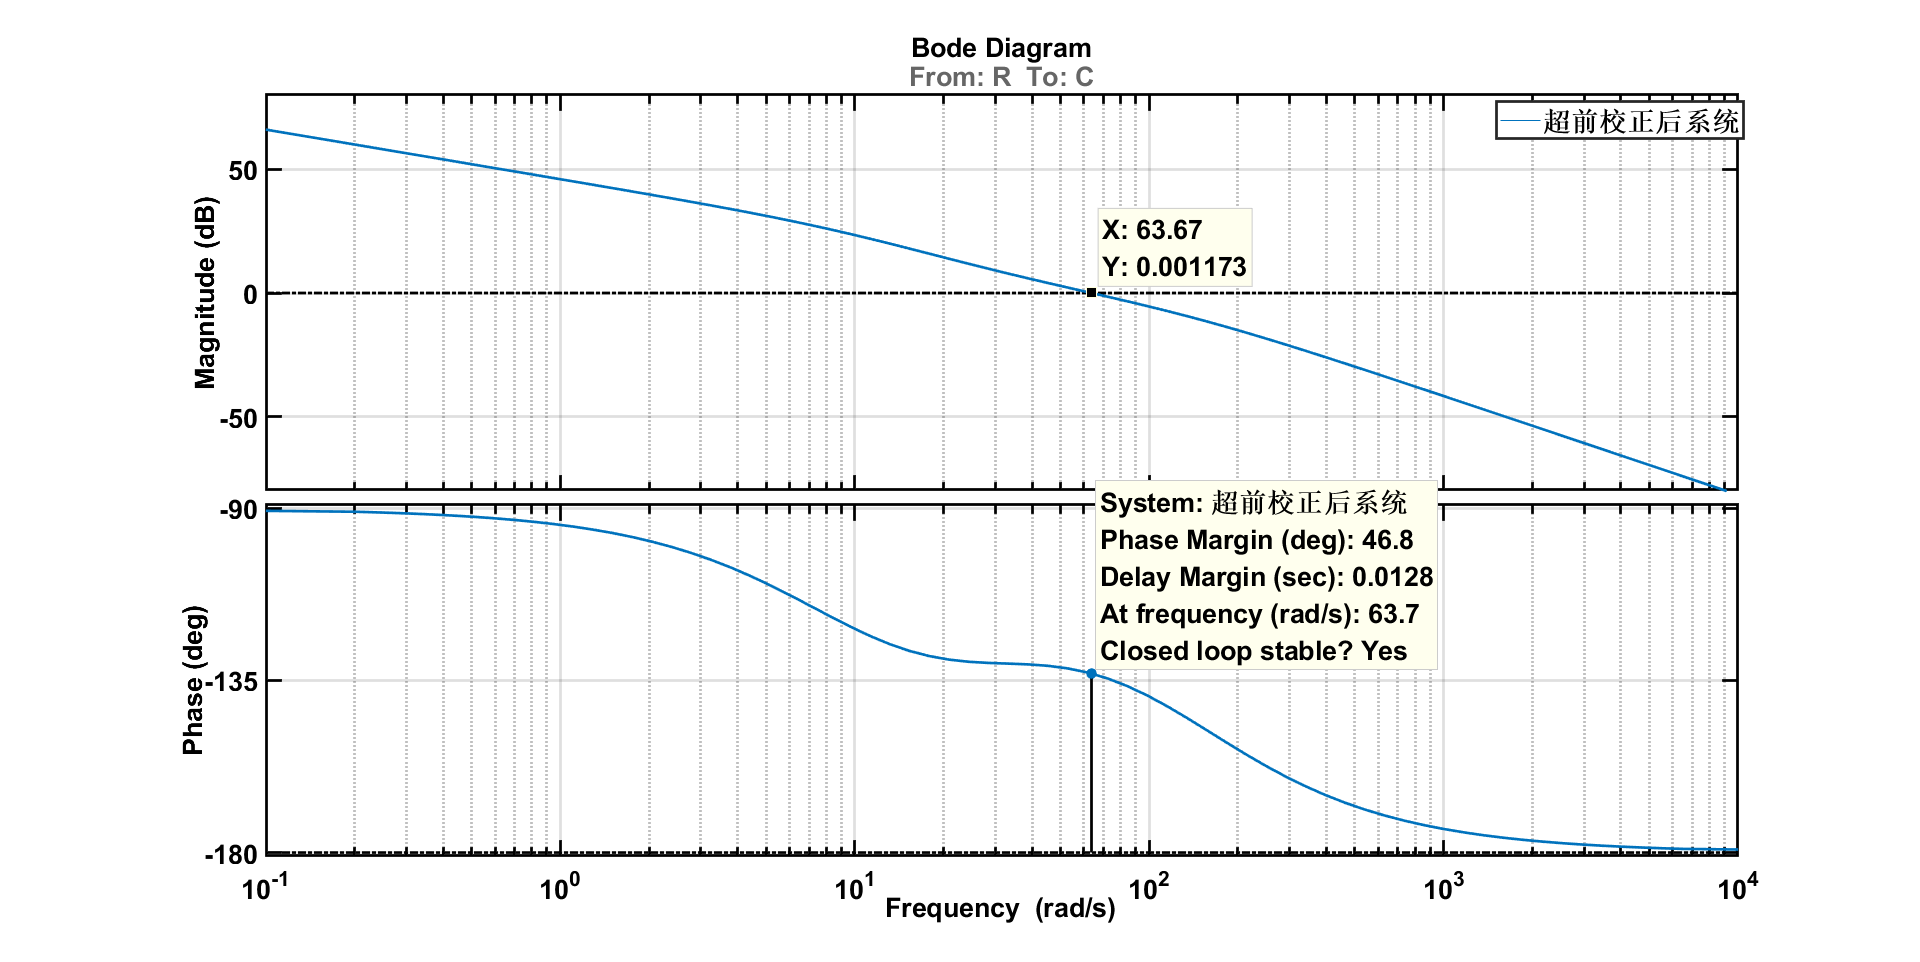 Bode Diagram
From: R To: C
超前校正后系统
50
0
-50
Magnitude (dB)
X: 63.67
Y: 0.001173
-90
-135
-180
Phase (deg)
System: 超前校正后系统
Phase Margin (deg): 46.8
Delay Margin (sec): 0.0128
At frequency (rad/s): 63.7
Closed loop stable? Yes
10^-1 10^0 10^1 10^2 10^3 10^4
Frequency (rad/s)